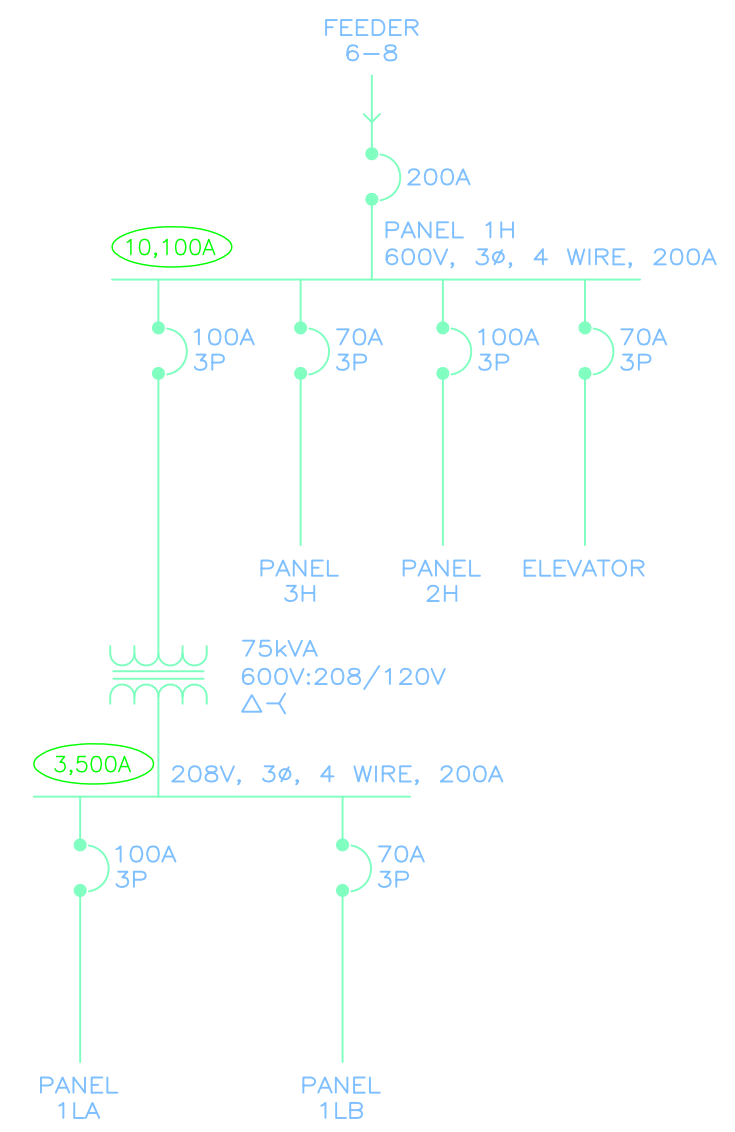 FEEDER
6-8
200A
PANEL 1H
10,100A
600V, 3ø, 4 WIRE, 200A
100A
3P
70A
3P
100A
3P
70A
3P
PANEL
3H
PANEL
2H
ELEVATOR
75kVA
600V:208/120V
3,500A
208V, 3ø, 4 WIRE, 200A
100A
3P
70A
3P
PANEL
1LA
PANEL
1LB